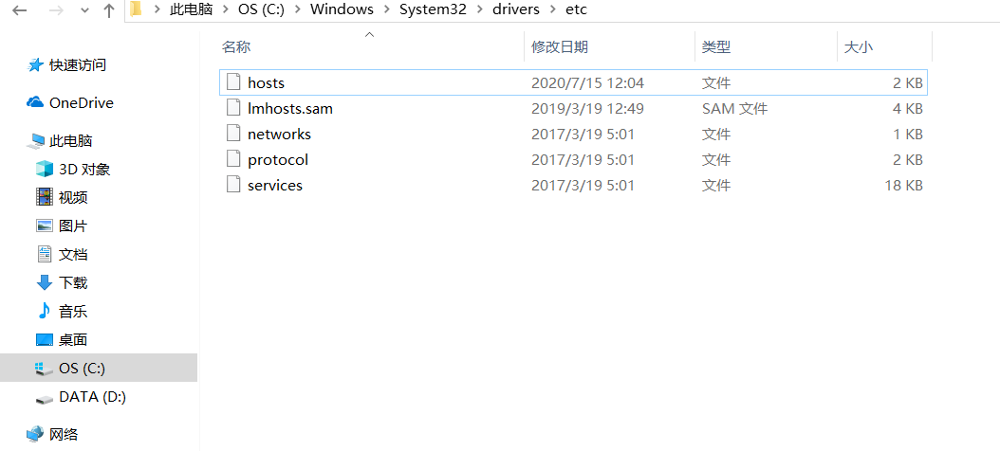 此电脑 OS (C:) Windows System32 drivers etc
名称 修改日期 类型 大小
快速访问
OneDrive
此电脑
3D 对象
视频
图片
文档
下载
音乐
桌面
OS (C:)
DATA (D:)
网络
hosts 2020/7/15 12:04 文件 2 KB
lmhosts.sam 2019/3/19 12:49 SAM 文件 4 KB
networks 2017/3/19 5:01 文件 1 KB
protocol 2017/3/19 5:01 文件 2 KB
services 2017/3/19 5:01 文件 18 KB